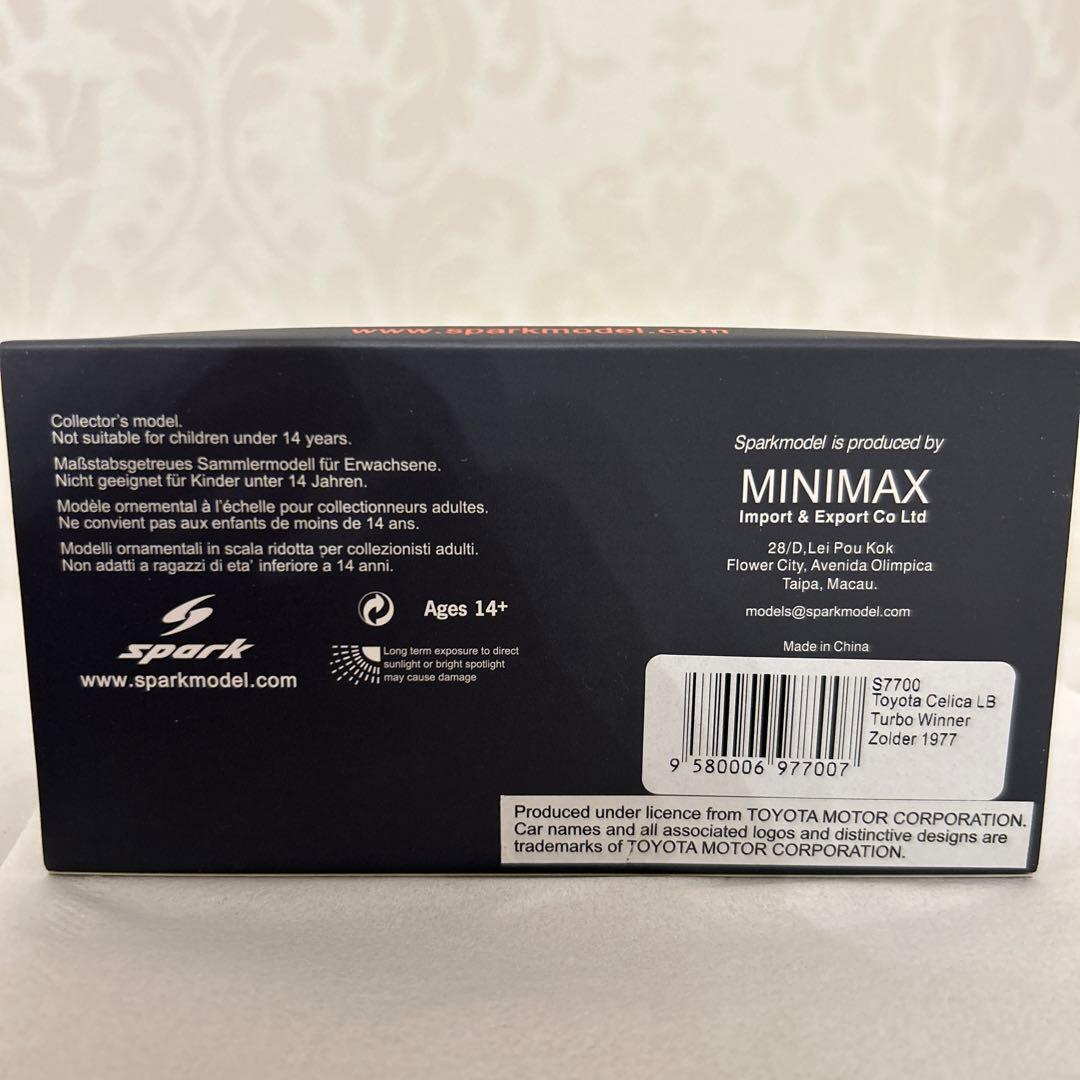 www.sparkmodel.com
Collector's model.
Not suitable for children under 14 years.
Maßstabsgetreues Sammlermodell für Erwachsene.
Nicht geeignet für Kinder unter 14 Jahren.
Modèle ornemental à l'échelle pour collectionneurs adultes.
Ne convient pas aux enfants de moins de 14 ans.
Modelli ornamentali in scala ridotta per collezionisti adulti.
Non adatti a ragazzi di eta' inferiore a 14 anni.
spark
www.sparkmodel.com
Ages 14+
Long term exposure to direct
sunlight or bright spotlight
may cause damage
Sparkmodel is produced by
MINIMAX
Import & Export Co Ltd
28/D,Lei Pou Kok
Flower City, Avenida Olimpica
Taipa, Macau.
models@sparkmodel.com
Made in China
S7700
Toyota Celica LB
Turbo Winner
Zolder 1977
9 580006 977007
Produced under licence from TOYOTA MOTOR CORPORATION.
Car names and all associated logos and distinctive designs are
trademarks of TOYOTA MOTOR CORPORATION.